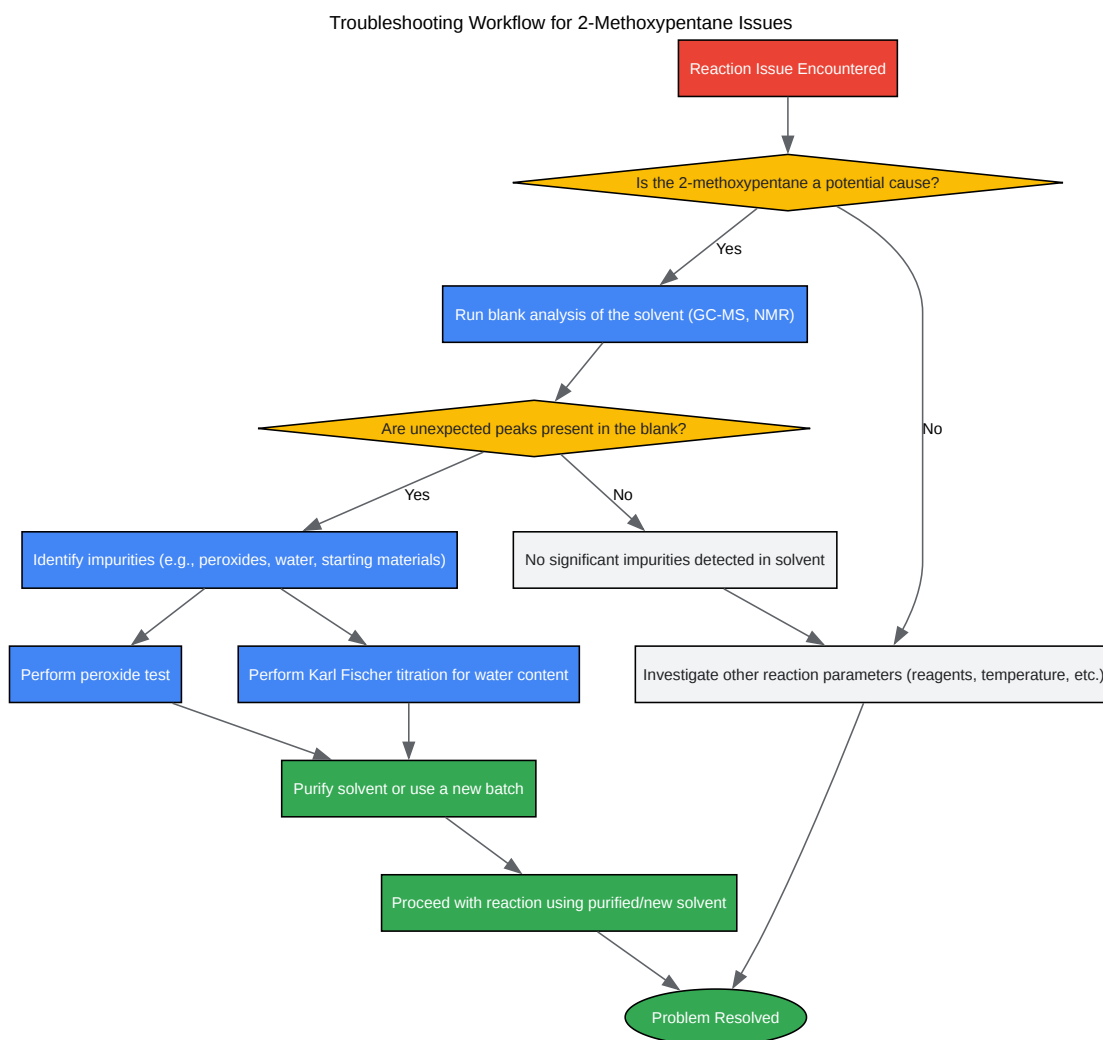 Troubleshooting Workflow for 2-Methoxypentane Issues
Reaction Issue Encountered
Is the 2-methoxypentane a potential cause?
Yes
Run blank analysis of the solvent (GC-MS, NMR)
Are unexpected peaks present in the blank?
No
Yes
No
Identify impurities (e.g., peroxides, water, starting materials)
No significant impurities detected in solvent
Perform peroxide test
Perform Karl Fischer titration for water content
Investigate other reaction parameters (reagents, temperature, etc.)
Purify solvent or use a new batch
Proceed with reaction using purified/new solvent
Problem Resolved